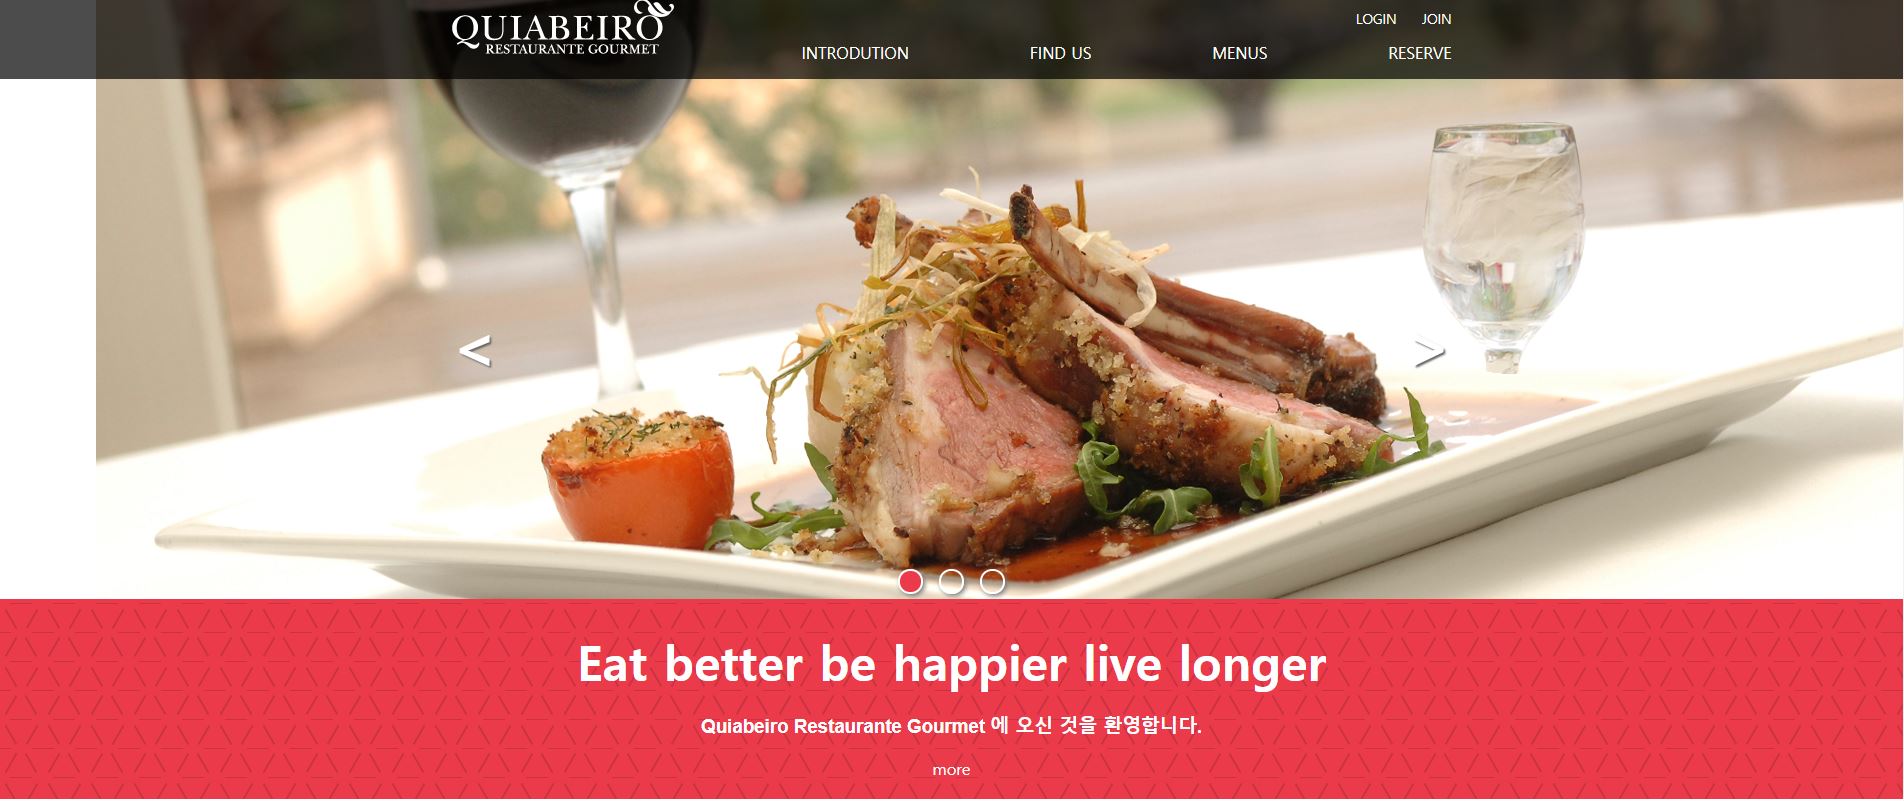 QUIABEIRO
RESTAURANTE GOURMET
LOGIN JOIN
INTRODUTION FIND US MENUS RESERVE
< >
Eat better be happier live longer
Quiabeiro Restaurante Gourmet 에 오신 것을 환영합니다.
more